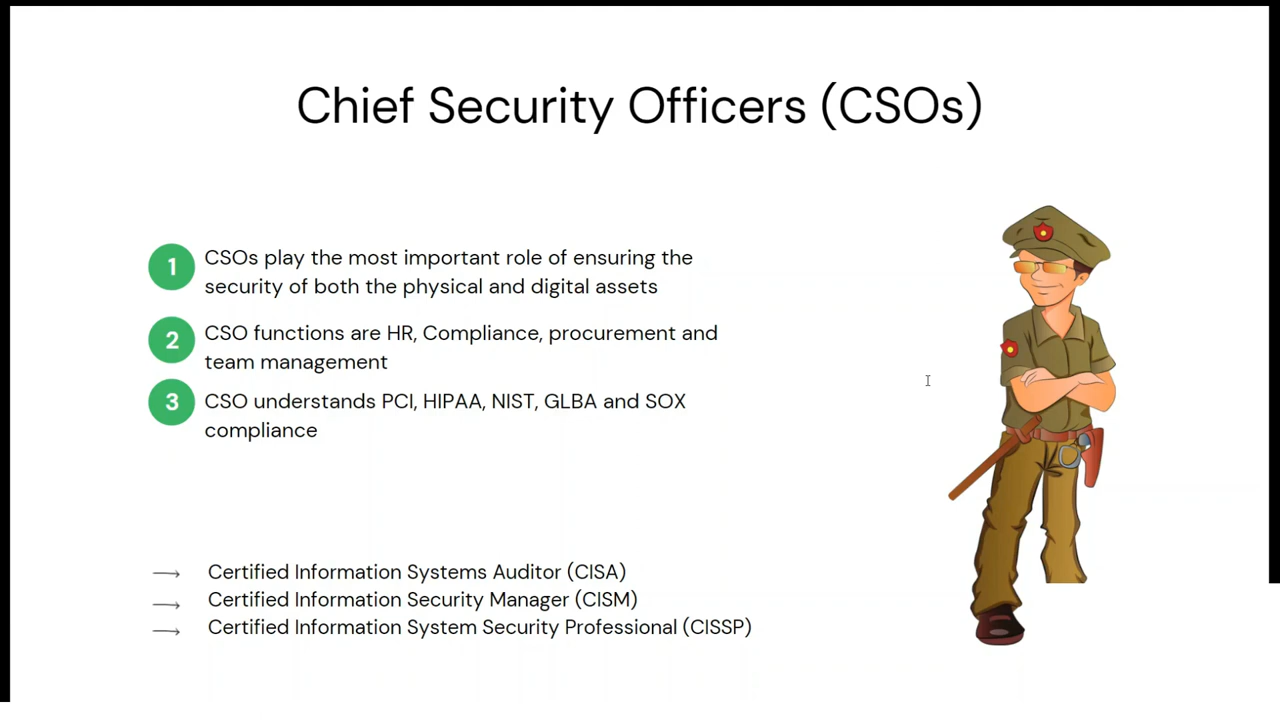 Chief Security Officers (CSOs)
1
CSOs play the most important role of ensuring the
security of both the physical and digital assets
2
CSO functions are HR, Compliance, procurement and
team management
3
CSO understands PCI, HIPAA, NIST, GLBA and SOX
compliance
Certified Information Systems Auditor (CISA)
Certified Information Security Manager (CISM)
Certified Information System Security Professional (CISSP)